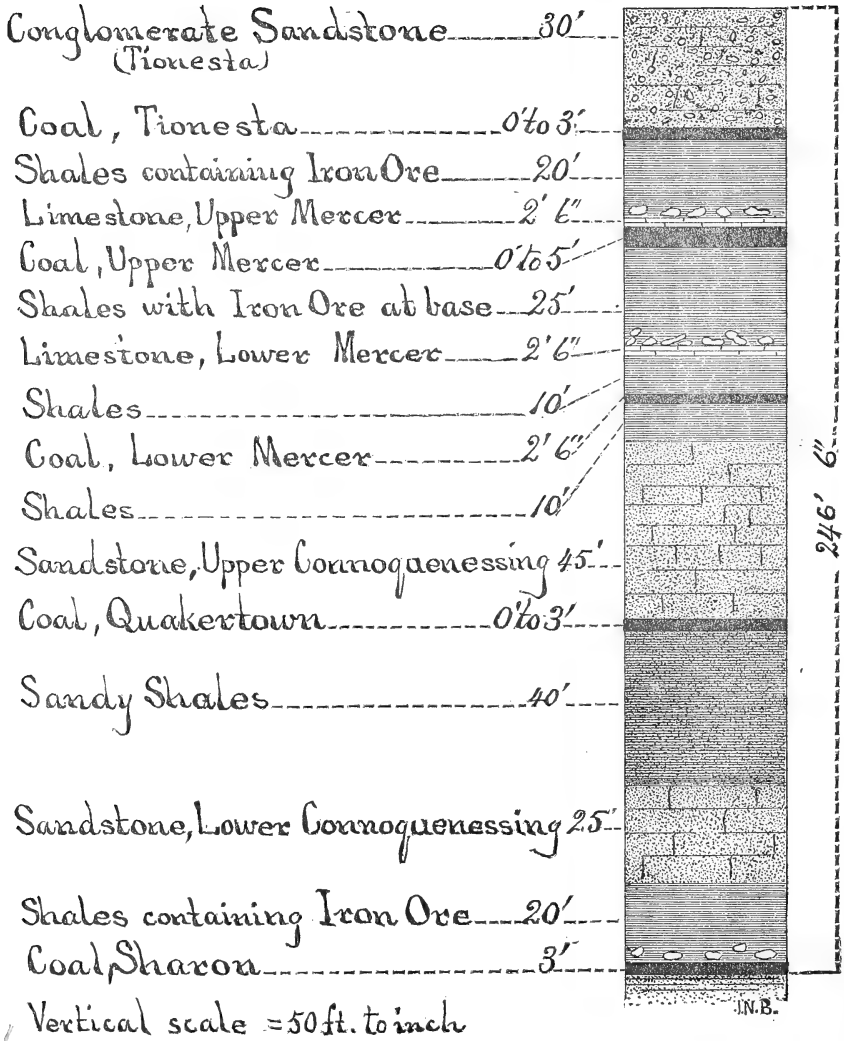 Conglomerate Sandstone 30'
(Tionesta)
Coal, Tionesta 0' to 3'
Shales containing Iron Ore 20'
Limestone, Upper Mercer 2' 6"
Coal, Upper Mercer 0' to 5'
Shales with Iron Ore at base 25'
Limestone, Lower Mercer 2' 6"
Shales 10'
Coal, Lower Mercer 2' 6"
Shales 10'
Sandstone, Upper Connoquenessing 45'
Coal, Quakertown 0' to 3'
Sandy Shales 40'
Sandstone, Lower Connoquenessing 25'
Shales containing Iron Ore 20'
Coal, Sharon 3'
246' 6"
I.N.B.
Vertical scale = 50 ft. to inch